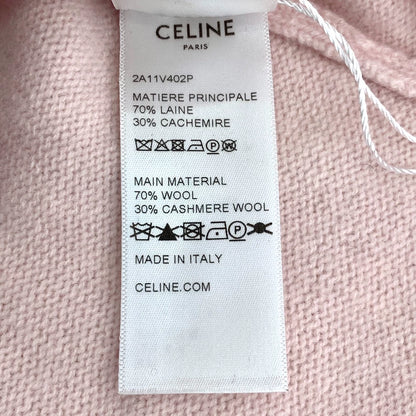 CELINE
PARIS
2A11V402P
MATIERE PRINCIPALE
70% LAINE
30% CACHEMIRE
MAIN MATERIAL
70% WOOL
30% CASHMERE WOOL
MADE IN ITALY
CELINE.COM